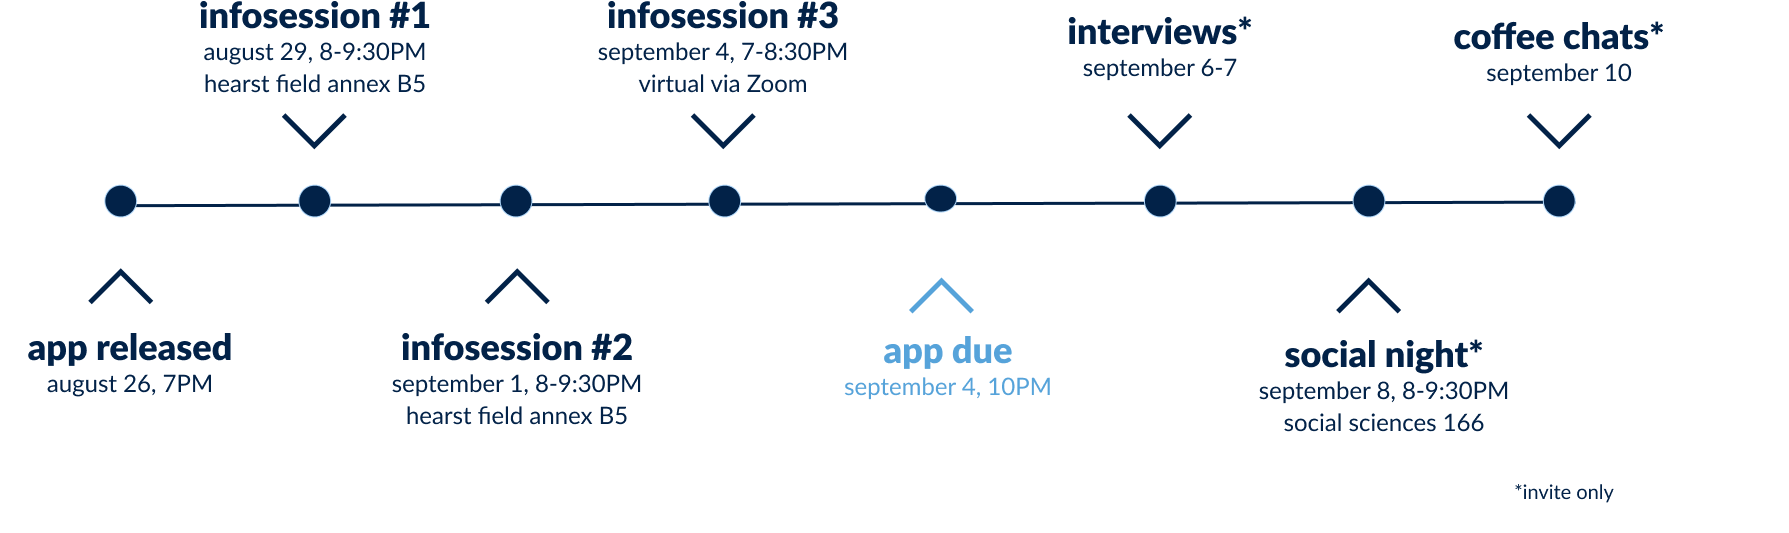 infosession #1
august 29, 8-9:30PM
hearst field annex B5
infosession #3
september 4, 7-8:30PM
virtual via Zoom
interviews*
september 6-7
coffee chats*
september 10
app released
august 26, 7PM
infosession #2
september 1, 8-9:30PM
hearst field annex B5
app due
september 4, 10PM
social night*
september 8, 8-9:30PM
social sciences 166
*invite only